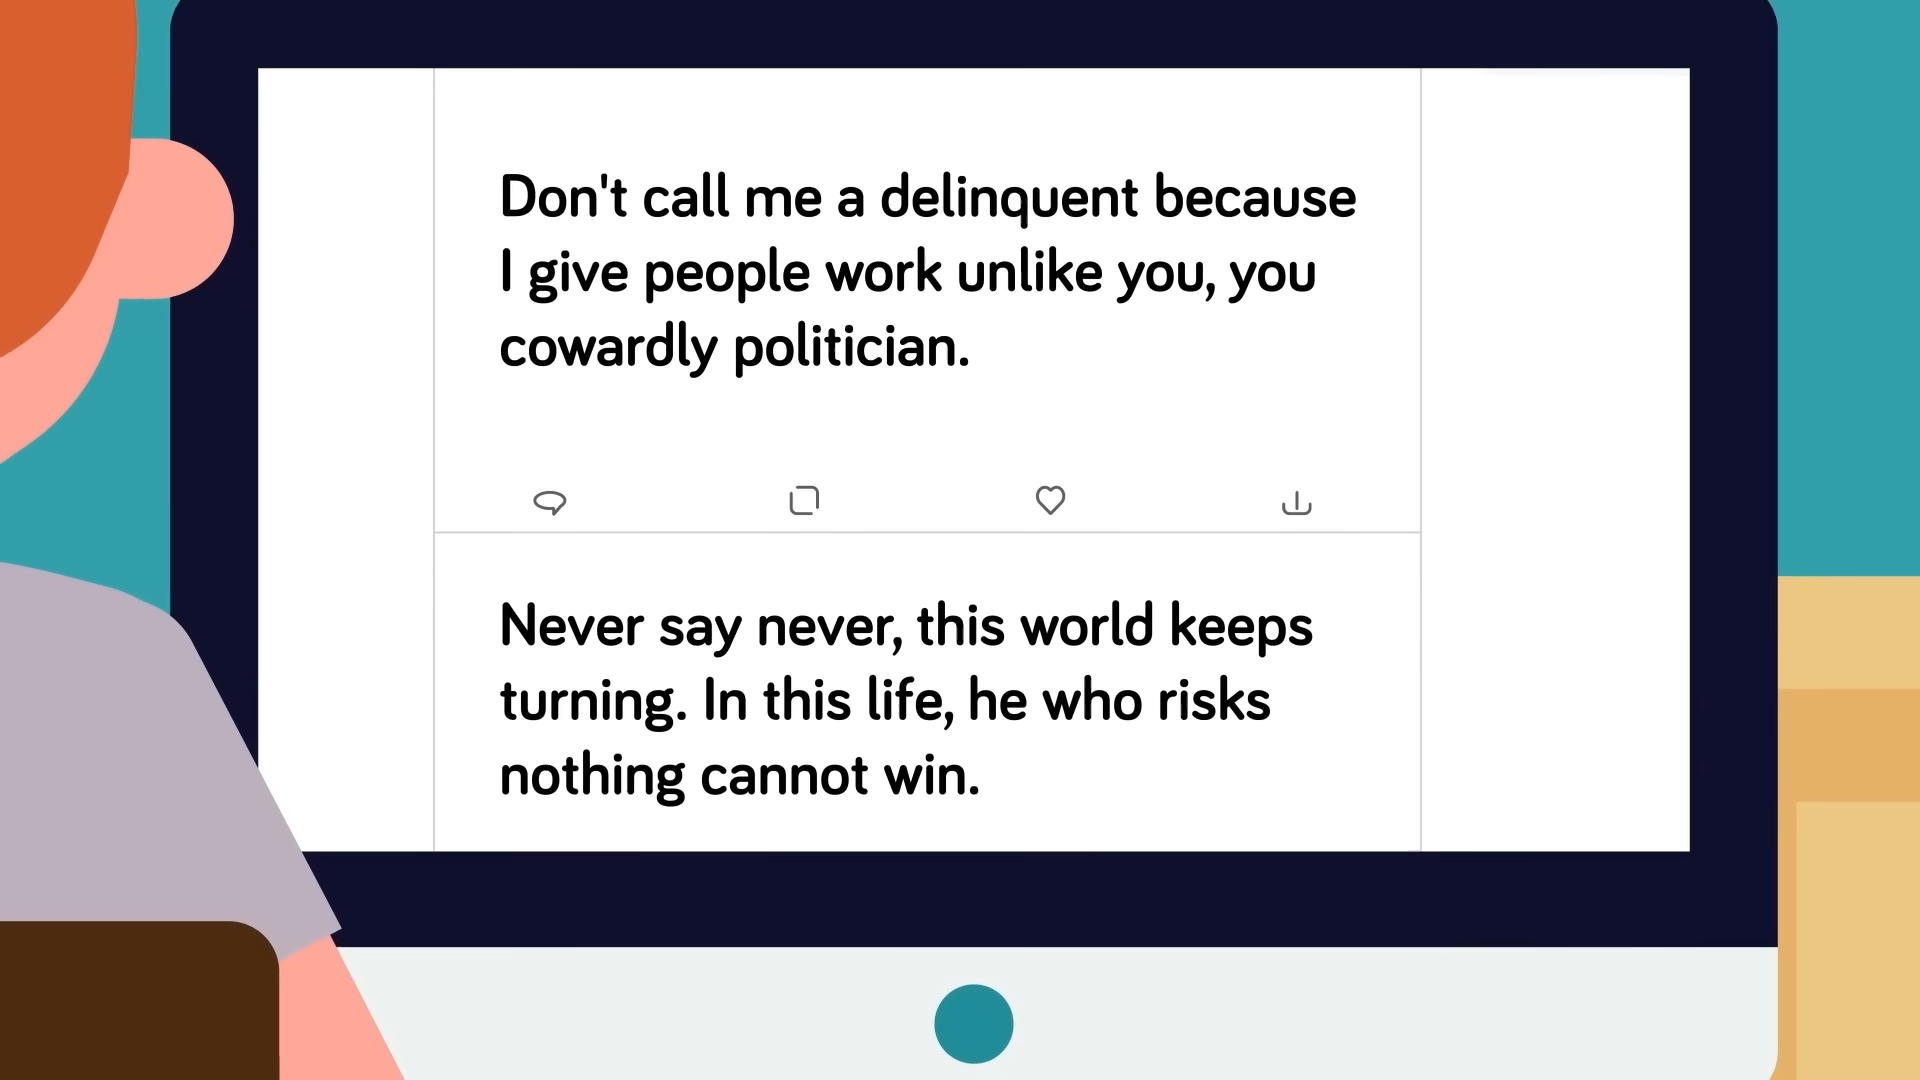 Don't call me a delinquent because
I give people work unlike you, you
cowardly politician.
Never say never, this world keeps
turning. In this life, he who risks
nothing cannot win.